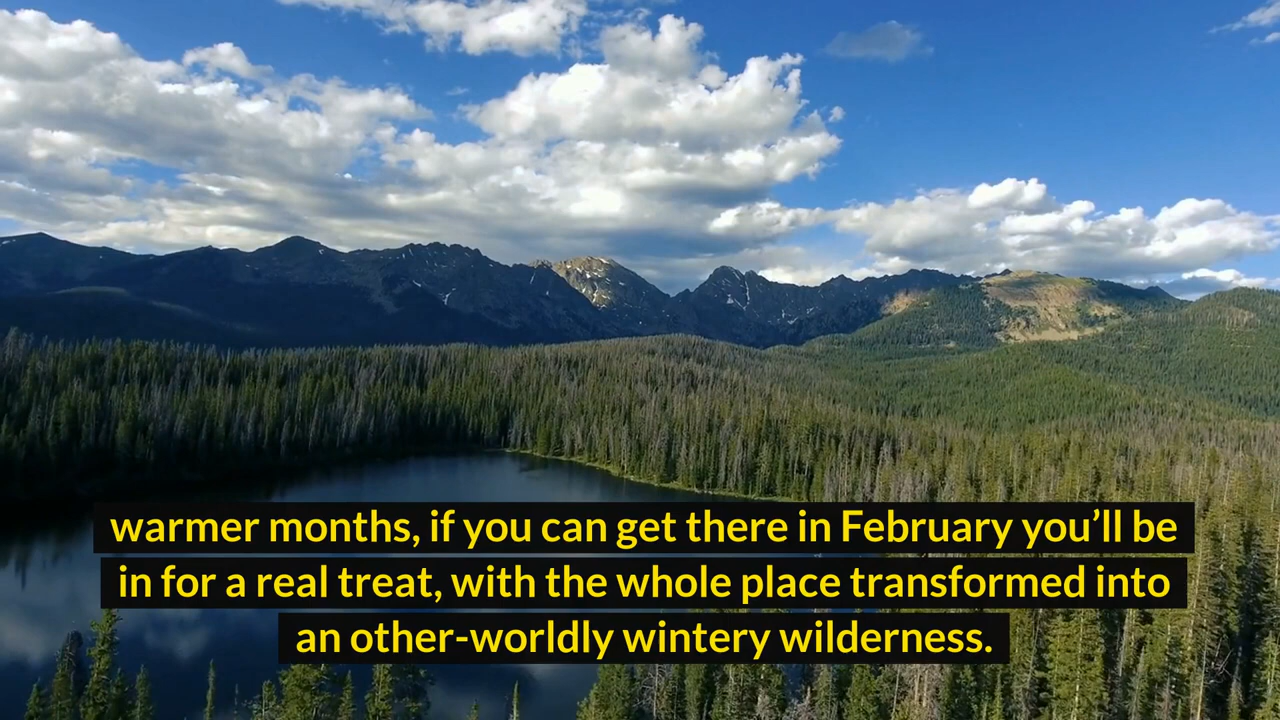 warmer months, if you can get there in February you’ll be
in for a real treat, with the whole place transformed into
an other-worldly wintery wilderness.